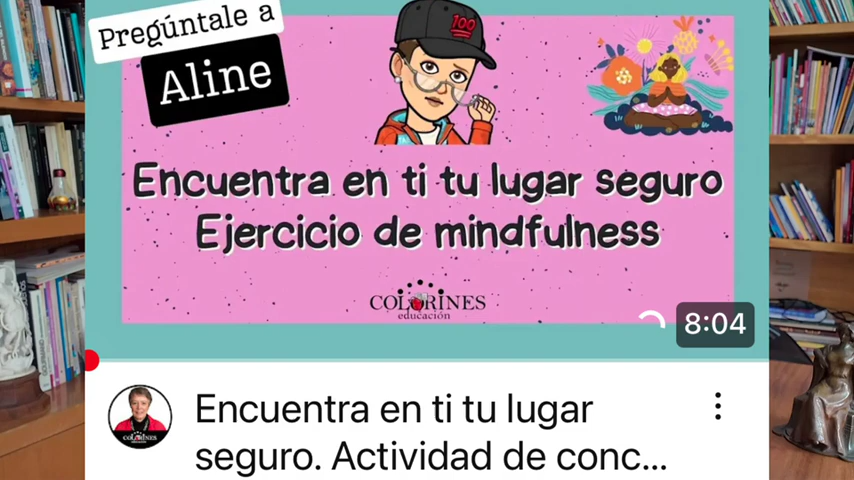 Pregúntale a
Aline
100
Encuentra en ti tu lugar seguro
Ejercicio de mindfulness
COLORINES
educación
8:04
COLORINES
Encuentra en ti tu lugar
seguro. Actividad de conc...